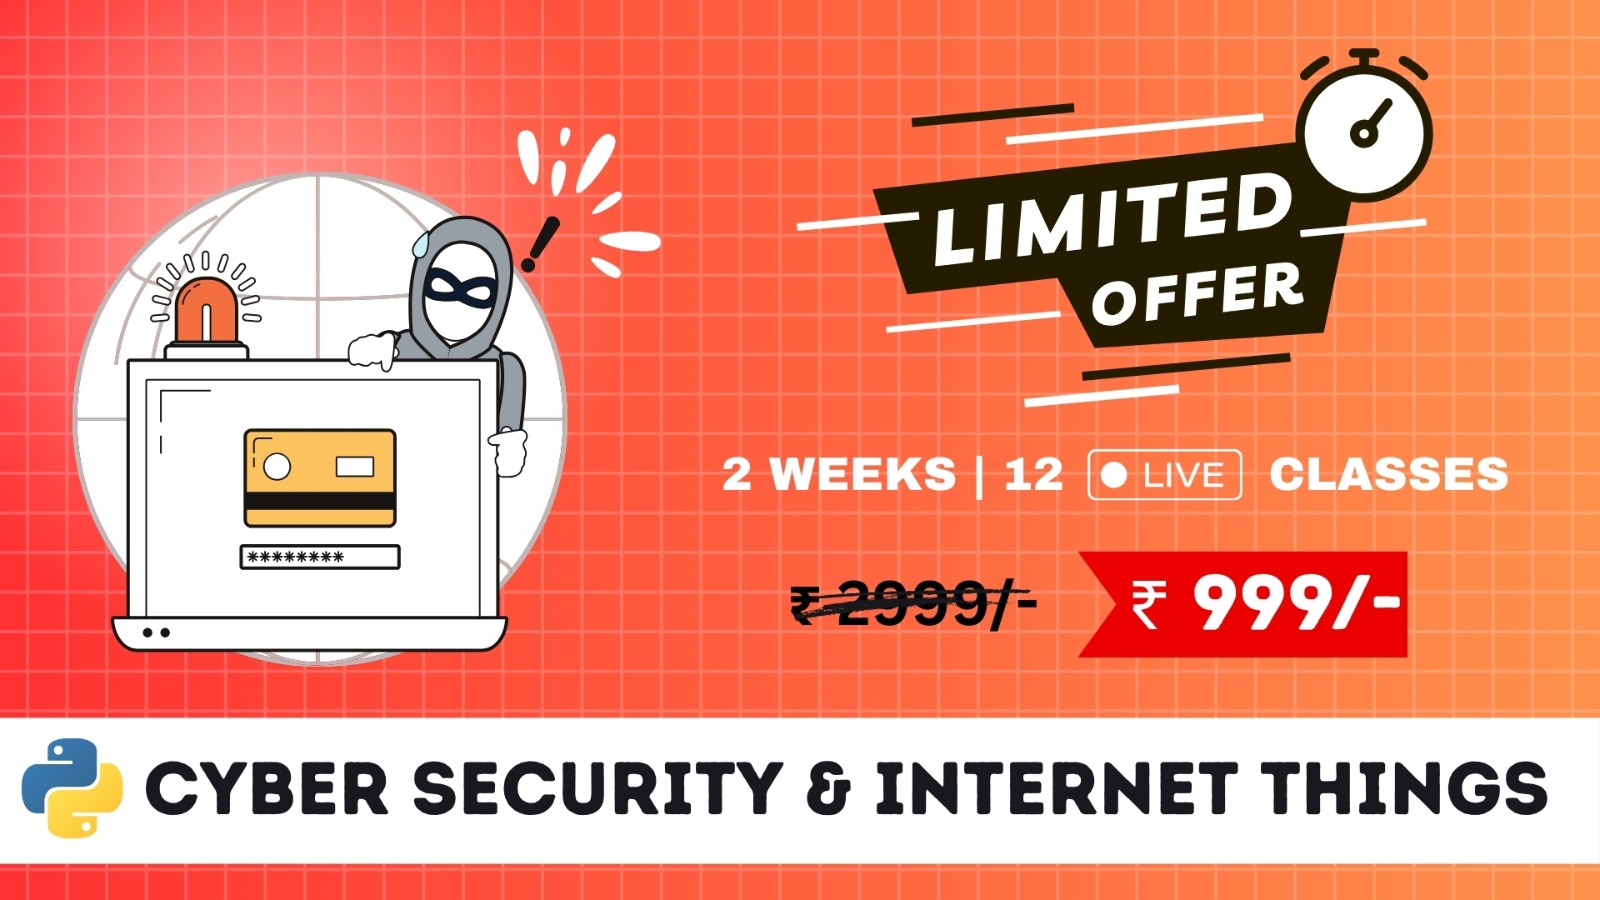 LIMITED
OFFER
2 WEEKS | 12 LIVE CLASSES
₹ 2999/- ₹ 999/-
********
CYBER SECURITY & INTERNET THINGS